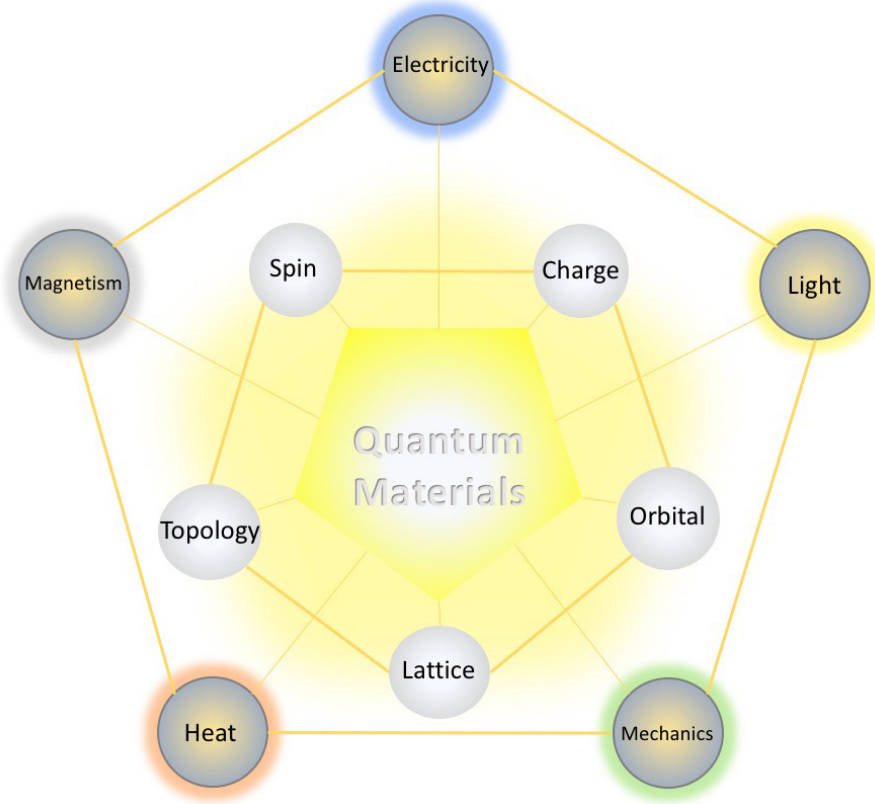 Electricity
Spin
Charge
Magnetism
Light
Quantum
Materials
Topology
Orbital
Lattice
Heat
Mechanics